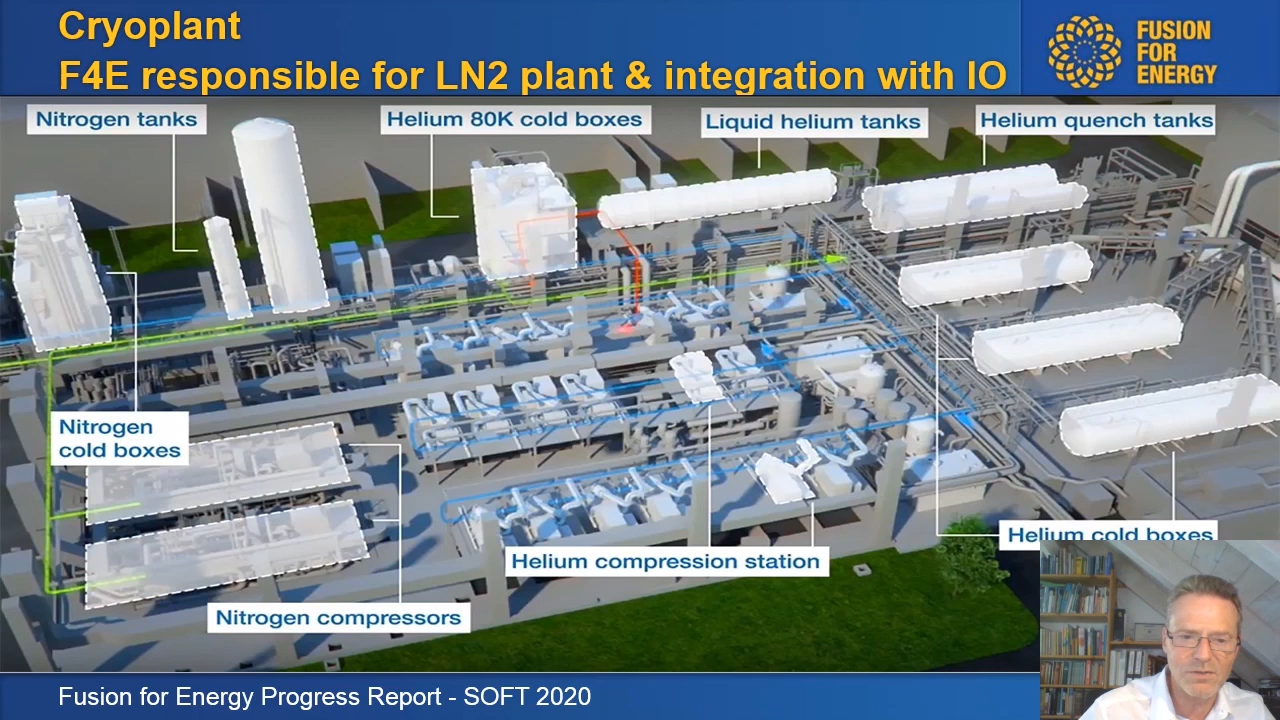 Cryoplant
F4E responsible for LN2 plant & integration with IO
FUSION
FOR
ENERGY
Nitrogen tanks
Helium 80K cold boxes
Liquid helium tanks
Helium quench tanks
Nitrogen
cold boxes
Helium cold boxes
Helium compression station
Nitrogen compressors
Fusion for Energy Progress Report - SOFT 2020